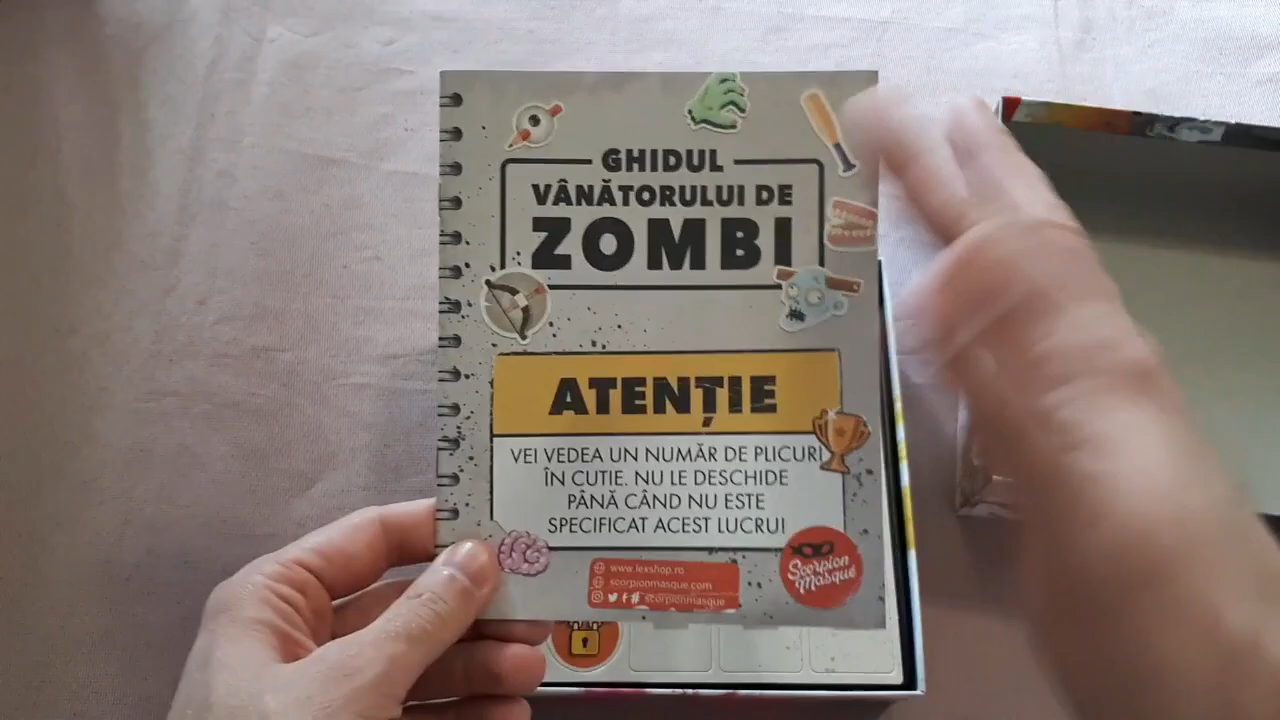 GHIDUL
VÂNĂTORULUI DE
ZOMBI
ATENȚIE
VEI VEDEA UN NUMĂR DE PLICURI
ÎN CUTIE. NU LE DESCHIDE
PÂNĂ CÂND NU ESTE
SPECIFICAT ACEST LUCRU!
www.lexshop.ro
scorpionmasque.com
scorpionmasque
Scorpion
Masqué